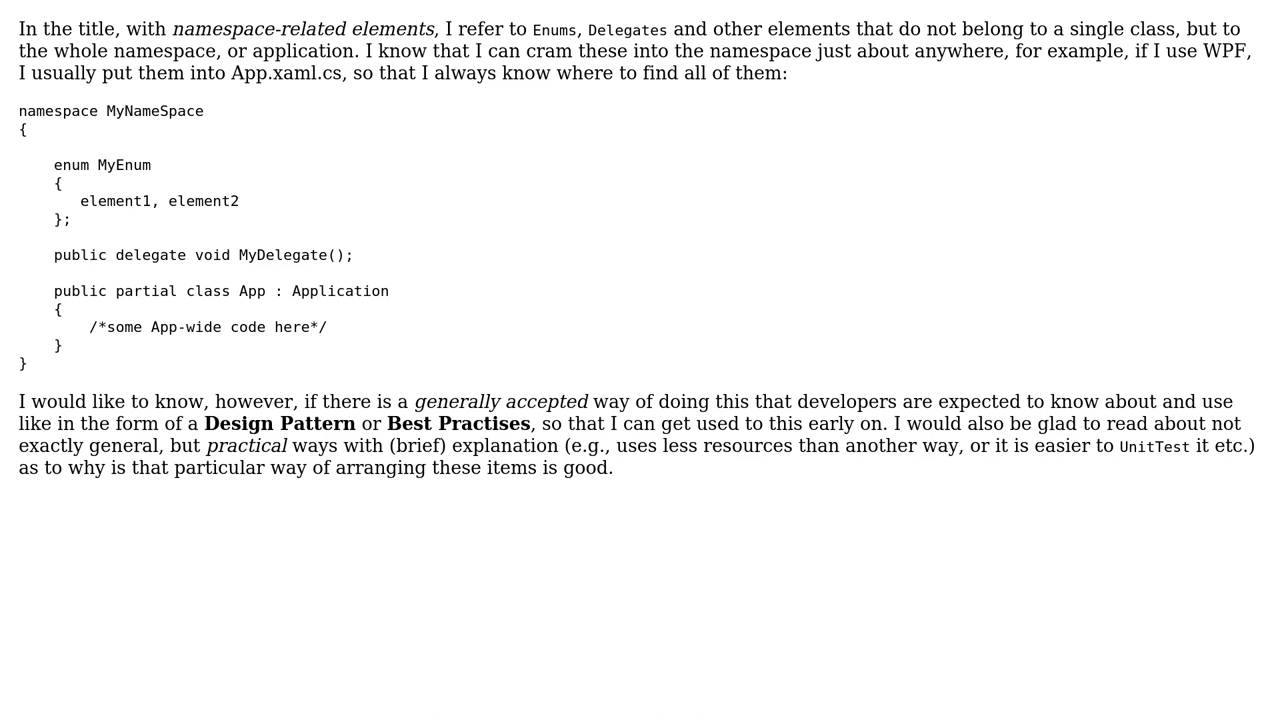 In the title, with namespace-related elements, I refer to Enums, Delegates and other elements that do not belong to a single class, but to
the whole namespace, or application. I know that I can cram these into the namespace just about anywhere, for example, if I use WPF,
I usually put them into App.xaml.cs, so that I always know where to find all of them:
namespace MyNameSpace
{
    enum MyEnum
    {
       element1, element2
    };
    public delegate void MyDelegate();
    public partial class App : Application
    {
        /*some App-wide code here*/
    }
}
I would like to know, however, if there is a generally accepted way of doing this that developers are expected to know about and use
like in the form of a Design Pattern or Best Practises, so that I can get used to this early on. I would also be glad to read about not
exactly general, but practical ways with (brief) explanation (e.g., uses less resources than another way, or it is easier to UnitTest it etc.)
as to why is that particular way of arranging these items is good.